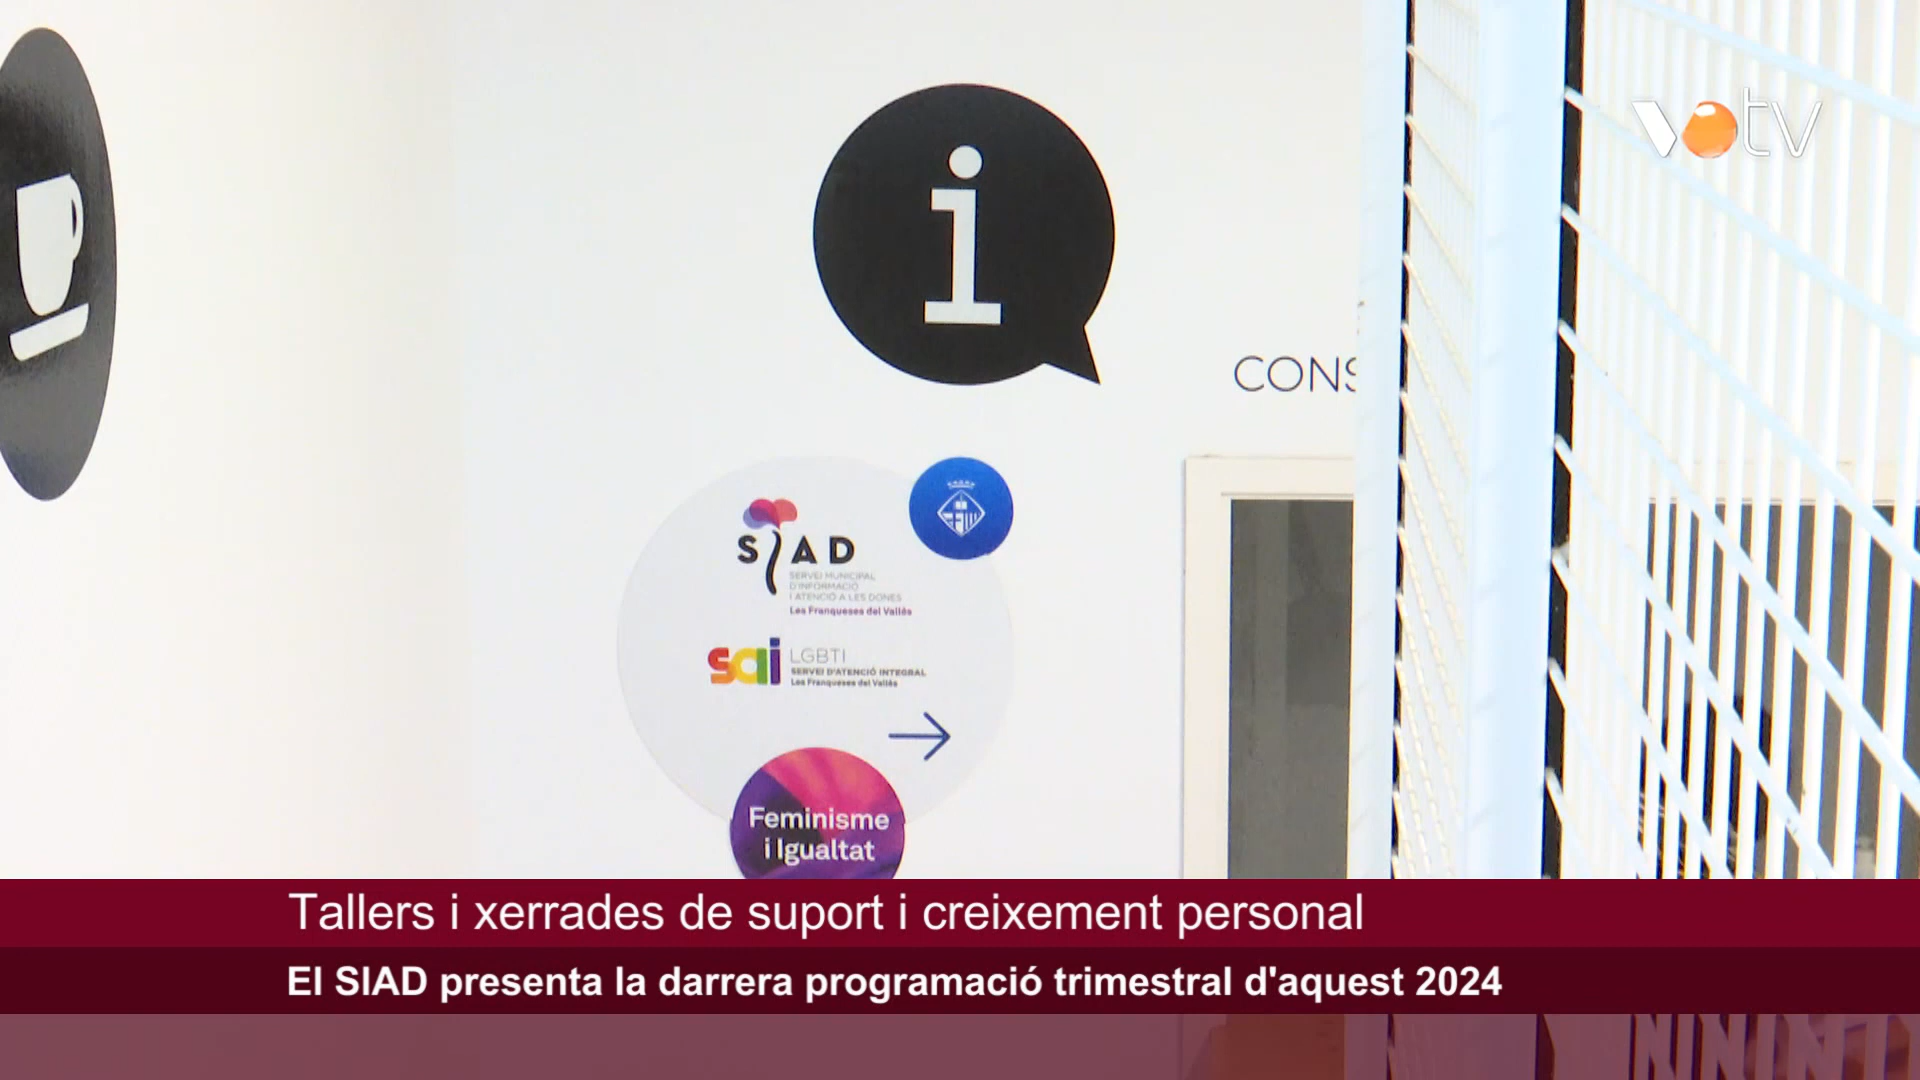 votv
i
CONS
SIAD
SERVEI MUNICIPAL
D'INFORMACIÓ
I ATENCIÓ A LES DONES
Les Franqueses del Vallès
sai LGBTI
SERVEI D'ATENCIÓ INTEGRAL
Les Franqueses del Vallès
Feminisme
i Igualtat
Tallers i xerrades de suport i creixement personal
El SIAD presenta la darrera programació trimestral d'aquest 2024